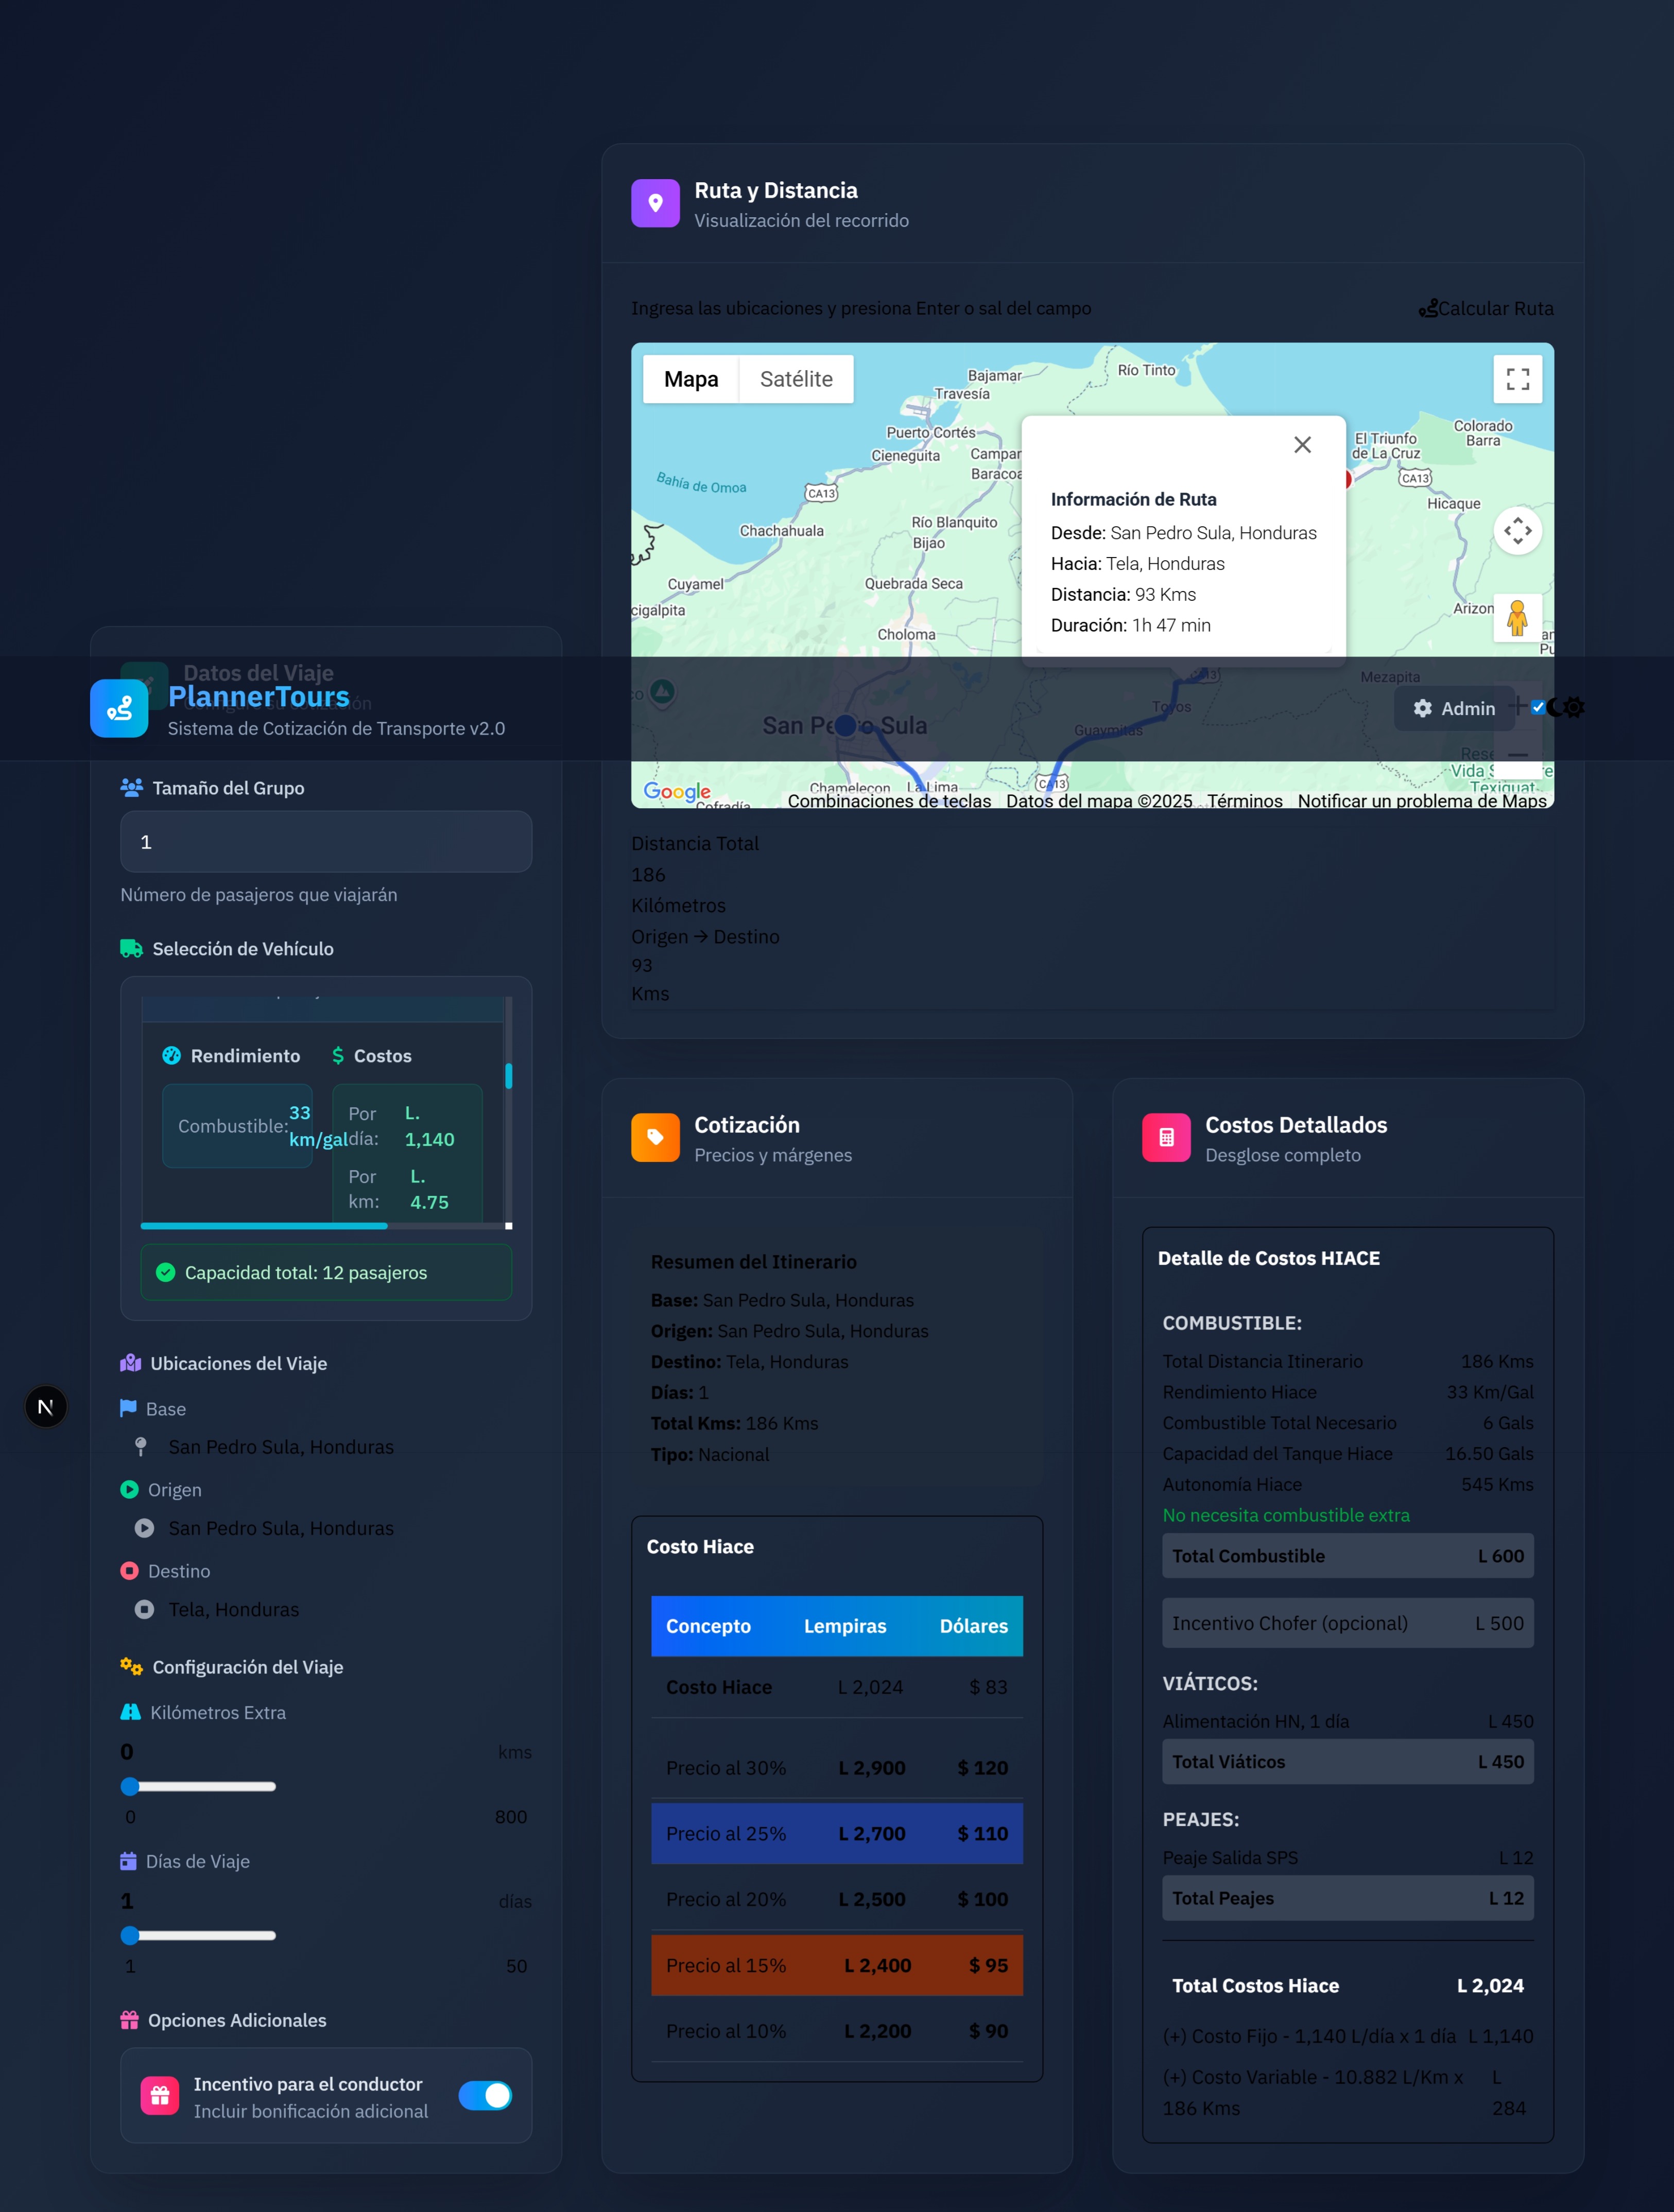 Ruta y Distancia
Visualización del recorrido
Ingresa las ubicaciones y presiona Enter o sal del campo
Calcular Ruta
Mapa
Satélite
Bajamar
Travesía
Río Tinto
Puerto Cortés
Cieneguita
Bahía de Omoa
CA13
Chachahuala
Río Blanquito
Bijao
Cuyamel
Quebrada Seca
Choloma
El Triunfo
de La Cruz
Colorado
Barra
CA13
Hicaque
Mezapita
Información de Ruta
Desde: San Pedro Sula, Honduras
Hacia: Tela, Honduras
Distancia: 93 Kms
Duración: 1h 47 min
Datos del Viaje
PlannerTours
Sistema de Cotización de Transporte v2.0
San Pedro Sula
Toyos
Guaymitas
Admin
Chamelecon
La Lima
CA13
Google
Combinaciones de teclas
Datos del mapa ©2025
Términos
Notificar un problema de Maps
Tamaño del Grupo
1
Número de pasajeros que viajarán
Selección de Vehículo
Rendimiento
Costos
Combustible:
33
km/gal
Por
día:
L.
1,140
Por
km:
L.
4.75
Capacidad total: 12 pasajeros
Ubicaciones del Viaje
Base
San Pedro Sula, Honduras
Origen
San Pedro Sula, Honduras
Destino
Tela, Honduras
Configuración del Viaje
Kilómetros Extra
0 kms
0 800
Días de Viaje
1 días
1 50
Opciones Adicionales
Incentivo para el conductor
Incluir bonificación adicional
N
Distancia Total
186
Kilómetros
Origen → Destino
93
Kms
Cotización
Precios y márgenes
Resumen del Itinerario
Base: San Pedro Sula, Honduras
Origen: San Pedro Sula, Honduras
Destino: Tela, Honduras
Días: 1
Total Kms: 186 Kms
Tipo: Nacional
Costo Hiace
Concepto Lempiras Dólares
Costo Hiace L 2,024 $ 83
Precio al 30% L 2,900 $ 120
Precio al 25% L 2,700 $ 110
Precio al 20% L 2,500 $ 100
Precio al 15% L 2,400 $ 95
Precio al 10% L 2,200 $ 90
Costos Detallados
Desglose completo
Detalle de Costos HIACE
COMBUSTIBLE:
Total Distancia Itinerario 186 Kms
Rendimiento Hiace 33 Km/Gal
Combustible Total Necesario 6 Gals
Capacidad del Tanque Hiace 16.50 Gals
Autonomía Hiace 545 Kms
No necesita combustible extra
Total Combustible L 600
Incentivo Chofer (opcional) L 500
VIÁTICOS:
Alimentación HN, 1 día L 450
Total Viáticos L 450
PEAJES:
Peaje Salida SPS L 12
Total Peajes L 12
Total Costos Hiace L 2,024
(+) Costo Fijo - 1,140 L/día x 1 día L 1,140
(+) Costo Variable - 10.882 L/Km x L
186 Kms 284